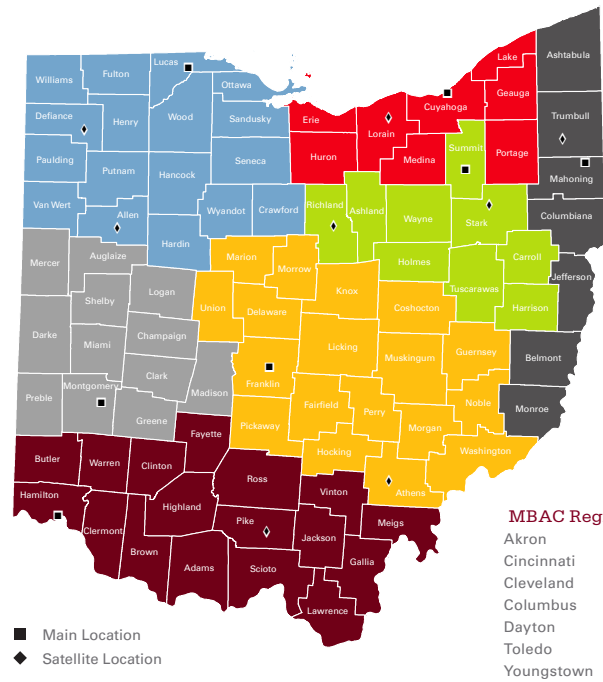 Lake
Ashtabula
Lucas
Fulton
Williams
Geauga
Ottawa
Cuyahoga
Defiance
Wood
Trumbull
Henry
Sandusky
Erie
Lorain
Summit
Portage
Paulding
Huron
Medina
Seneca
Putnam
Hancock
Mahoning
Van Wert
Allen
Wyandot
Crawford
Richland
Ashland
Wayne
Stark
Columbiana
Hardin
Auglaize
Marion
Carroll
Mercer
Holmes
Morrow
Jefferson
Logan
Knox
Tuscarawas
Shelby
Union
Delaware
Coshocton
Harrison
Darke
Champaign
Miami
Licking
Muskingum
Guernsey
Belmont
Clark
Franklin
Montgomery
Madison
Preble
Fairfield
Perry
Noble
Monroe
Greene
Pickaway
Morgan
Fayette
Hocking
Washington
Butler
Warren
Clinton
Ross
Vinton
Athens
Hamilton
Highland
Pike
Meigs
Clermont
Jackson
Brown
Adams
Scioto
Gallia
Lawrence
MBAC Reg
Akron
Cincinnati
Cleveland
Columbus
Dayton
Toledo
Youngstown
Main Location
Satellite Location